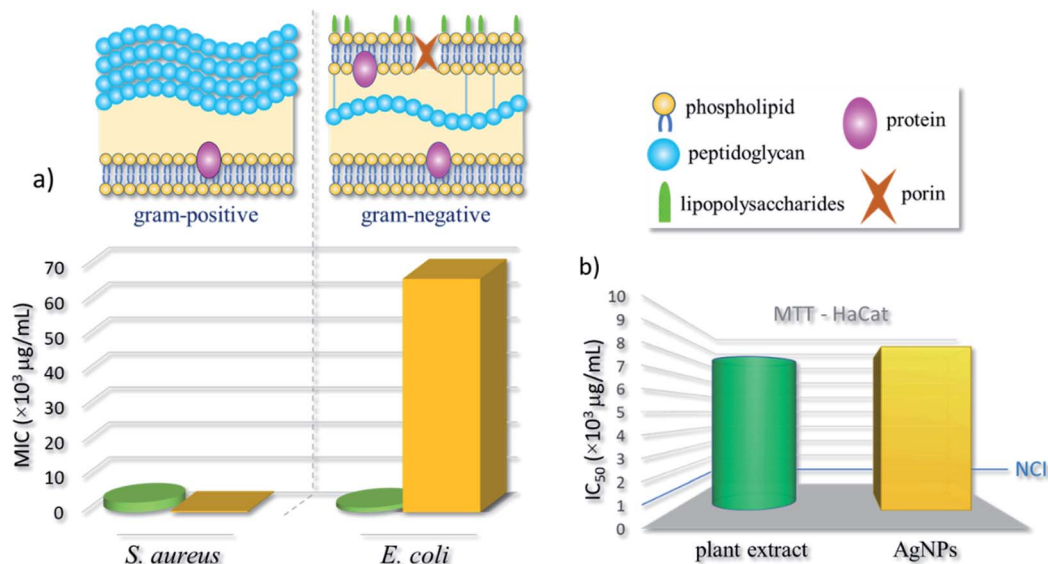 a)
gram-positive
gram-negative
phospholipid
peptidoglycan
lipopolysaccharides
protein
porin
MIC (×10³ µg/mL)
70
60
50
40
30
20
10
0
S. aureus
E. coli
b)
MTT - HaCat
IC₅₀ (×10³ µg/mL)
10
9
8
7
6
5
4
3
2
1
0
NCI
plant extract
AgNPs